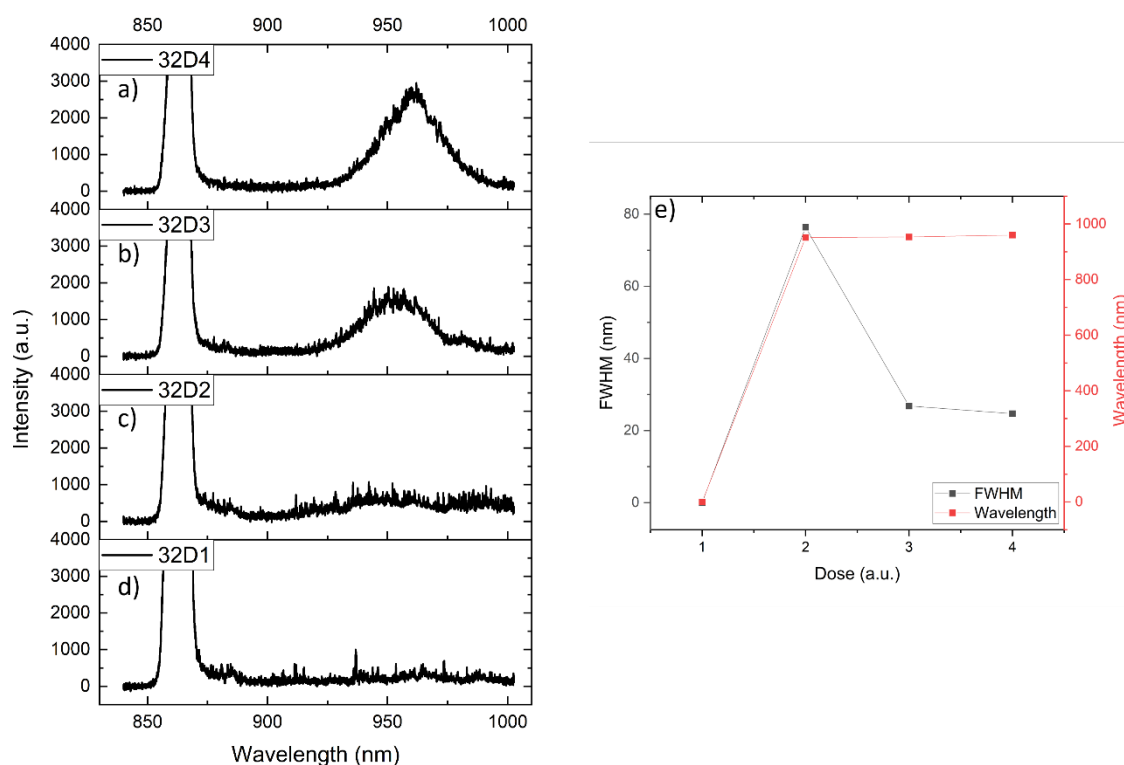 850 900 950 1000
4000
32D4
a)
3000
2000
1000
0
4000
32D3
b)
3000
2000
1000
0
4000
32D2
c)
3000
2000
1000
0
4000
32D1
d)
3000
2000
1000
0
850 900 950 1000
Wavelength (nm)
Intensity (a.u.)
e)
80
60
40
20
0
FWHM (nm)
1000
800
600
400
200
0
Wavelength (nm)
FWHM
Wavelength
1 2 3 4
Dose (a.u.)